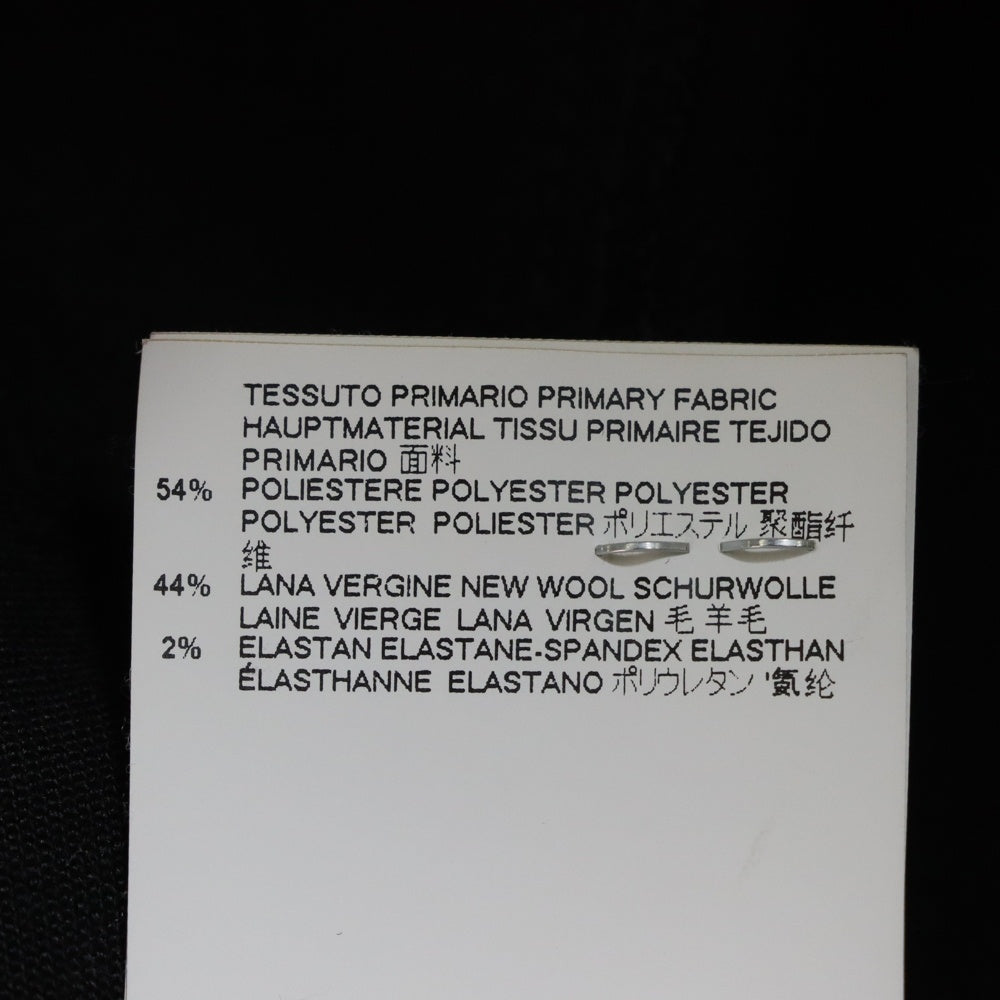 TESSUTO PRIMARIO PRIMARY FABRIC
HAUPTMATERIAL TISSU PRIMAIRE TEJIDO
PRIMARIO 面料
54% POLIESTERE POLYESTER POLYESTER
POLYESTER POLIESTER ポリエステル 聚酯纤
维
44% LANA VERGINE NEW WOOL SCHURWOLLE
LAINE VIERGE LANA VIRGEN 毛 羊毛
2% ELASTAN ELASTANE-SPANDEX ELASTHAN
ÉLASTHANNE ELASTANO ポリウレタン 氨纶